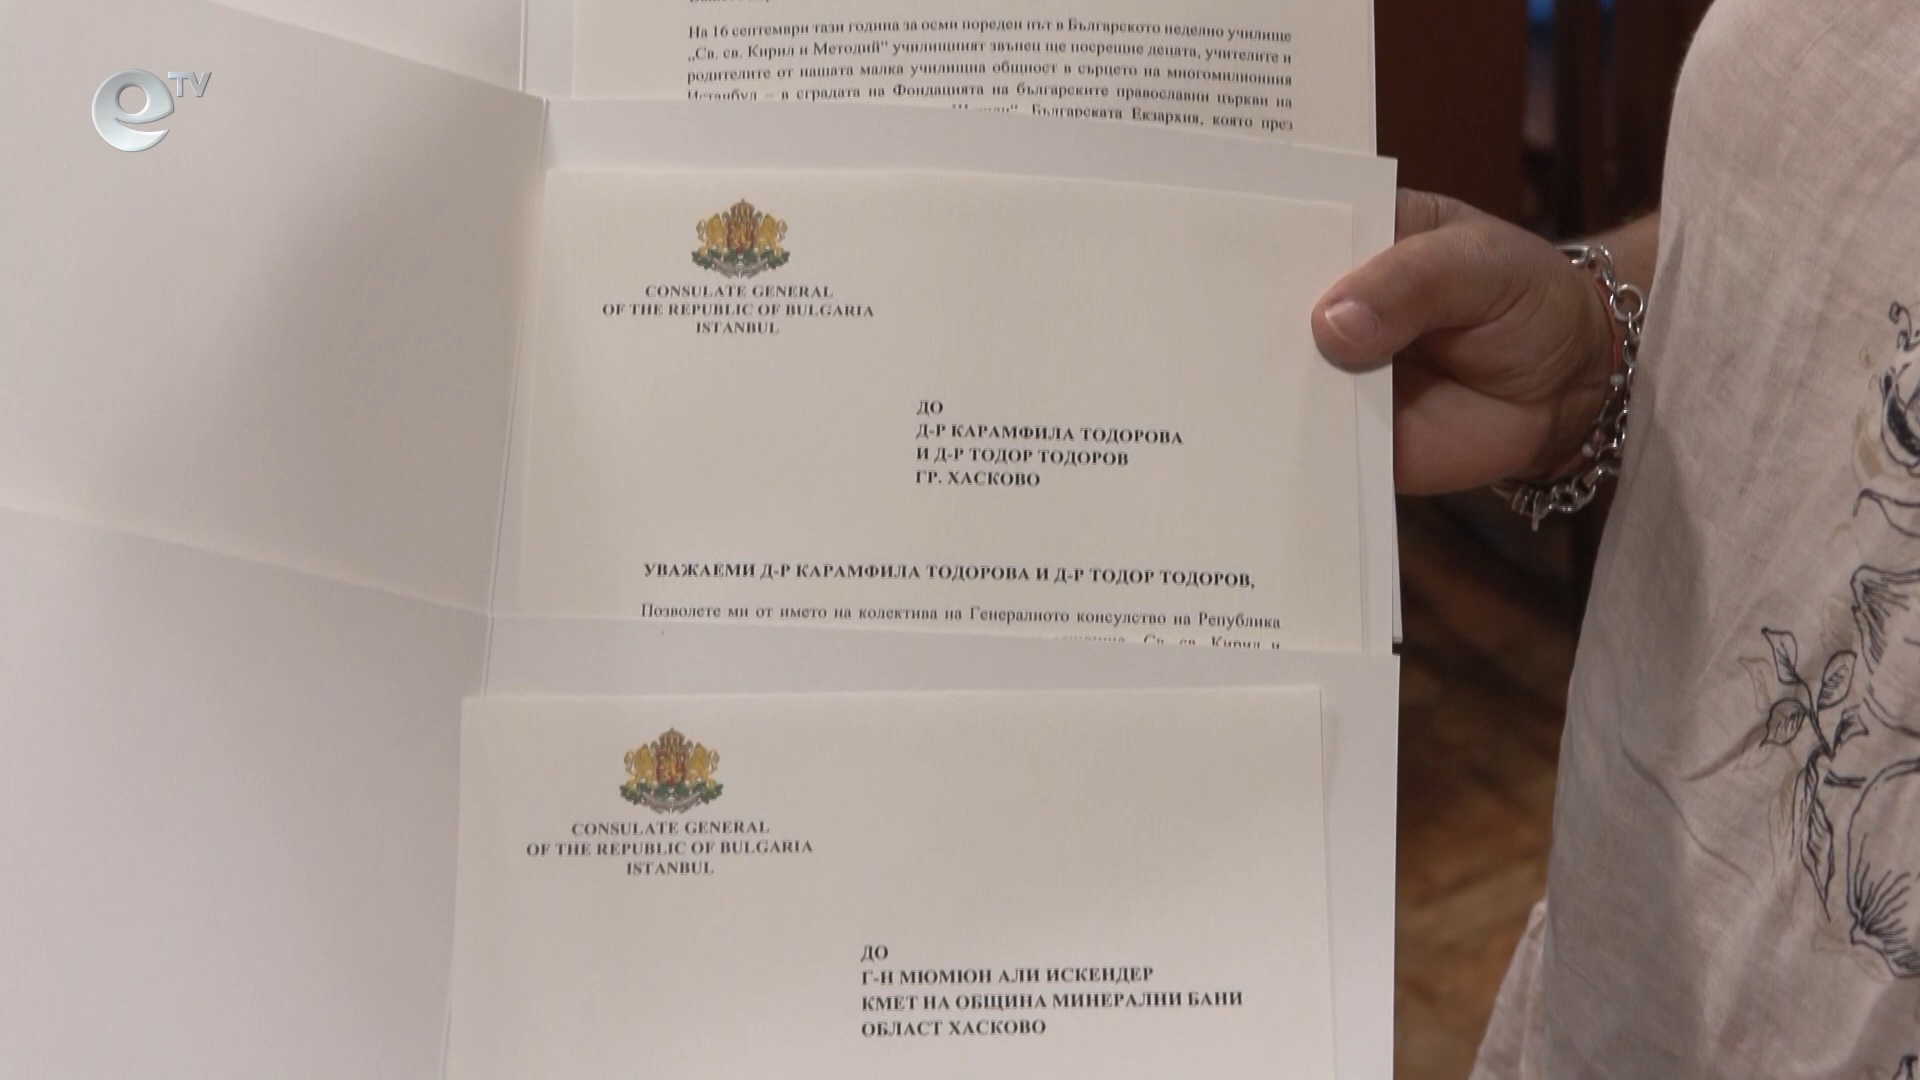 eTV
На 16 септември тази година за осми пореден път в Българското неделно училище
„Св. св. Кирил и Методий" училищният звънец ще посрещне децата, учителите и
родителите от нашата малка училищна общност в сърцето на многомилионния
Истанбул – в сградата на Фондацията на българските православни църкви на
Българската Екзархия, която през
CONSULATE GENERAL
OF THE REPUBLIC OF BULGARIA
ISTANBUL
ДО
Д-Р КАРАМФИЛА ТОДОРОВА
И Д-Р ТОДОР ТОДОРОВ
ГР. ХАСКОВО
УВАЖАЕМИ Д-Р КАРАМФИЛА ТОДОРОВА И Д-Р ТОДОР ТОДОРОВ,
Позволете ми от името на колектива на Генералното консулство на Република
Св. св. Кирил и
CONSULATE GENERAL
OF THE REPUBLIC OF BULGARIA
ISTANBUL
ДО
Г-Н МЮМЮН АЛИ ИСКЕНДЕР
КМЕТ НА ОБЩИНА МИНЕРАЛНИ БАНИ
ОБЛАСТ ХАСКОВО